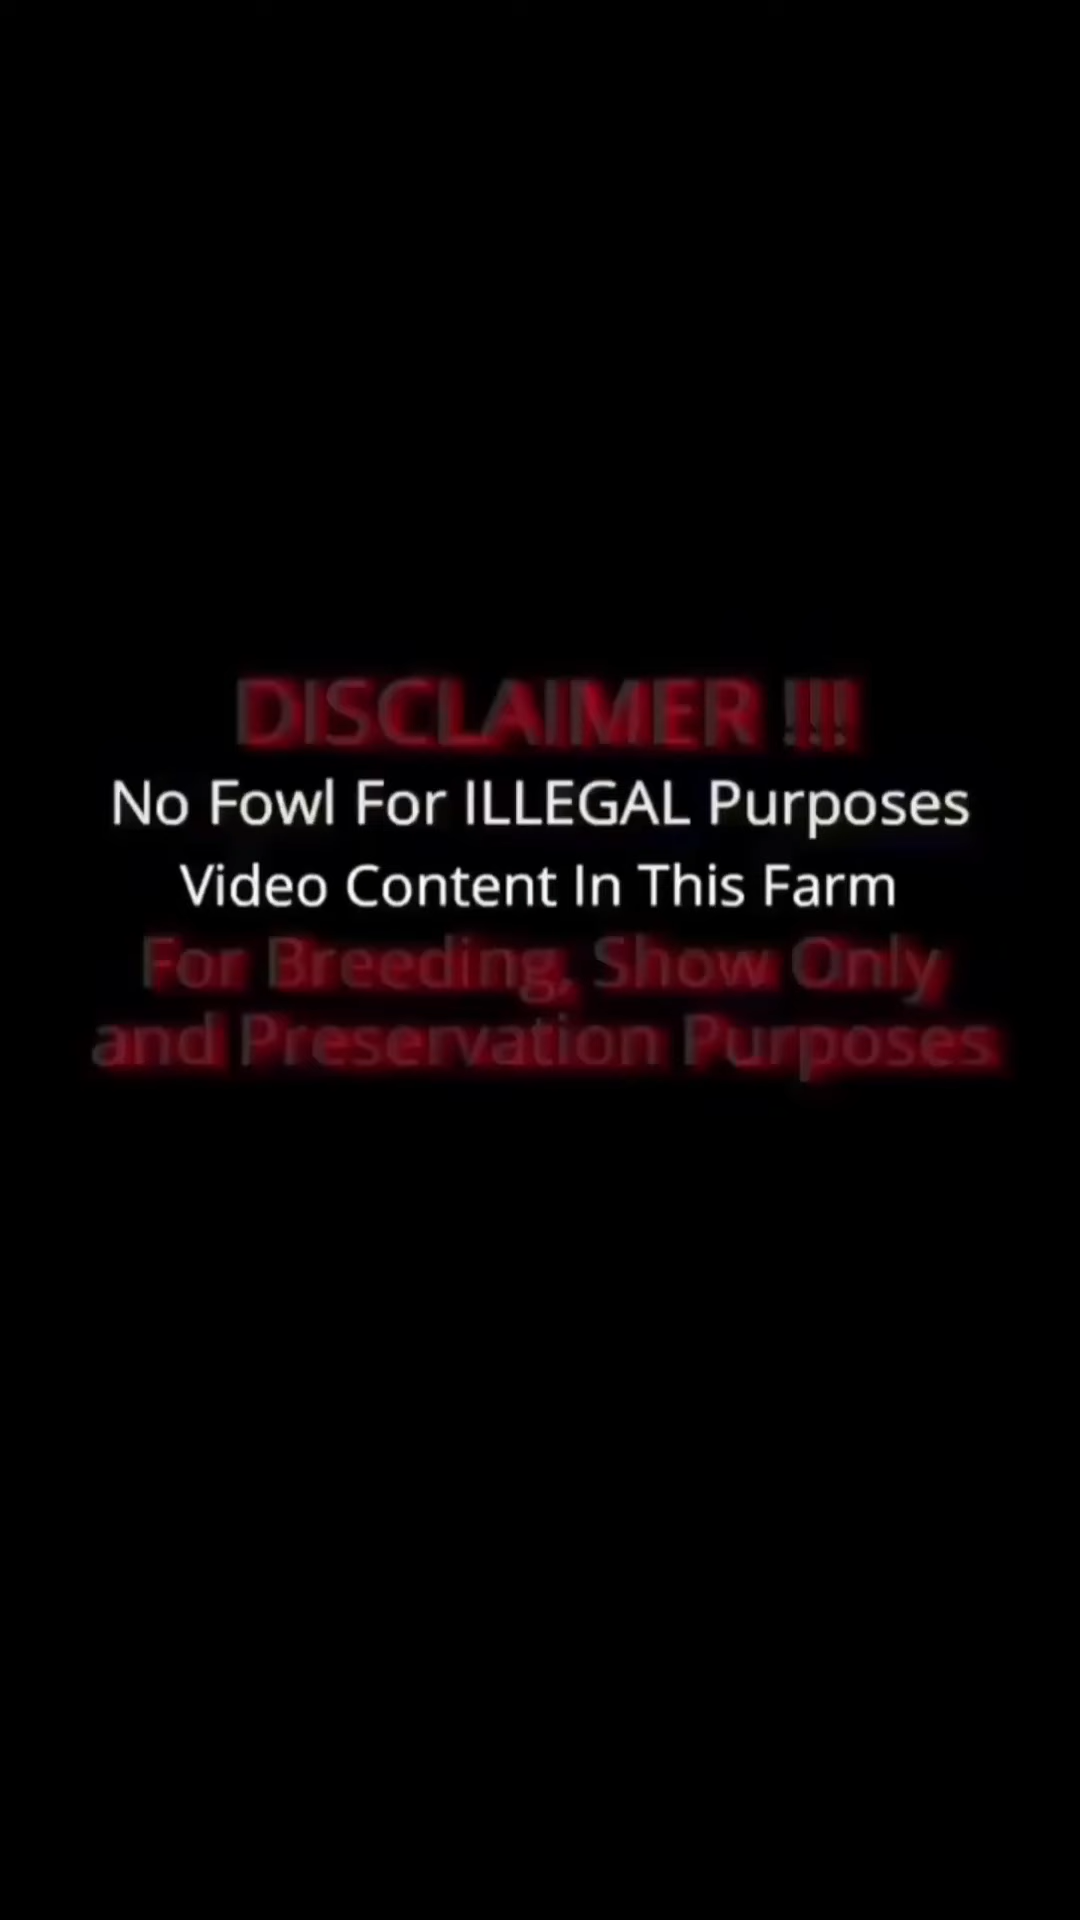 DISCLAIMER !!!
No Fowl For ILLEGAL Purposes
Video Content In This Farm
For Breeding, Show Only
and Preservation Purposes